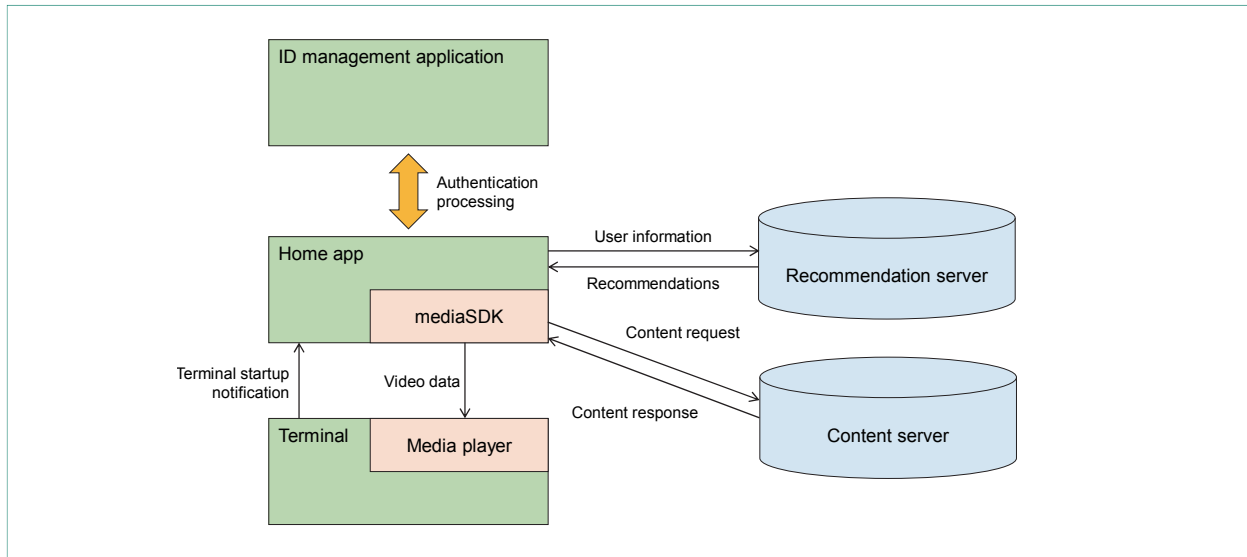 ID management application
Authentication
processing
Home app
User information
Recommendations
Recommendation server
mediaSDK
Content request
Terminal startup
notification
Video data
Content response
Terminal
Media player
Content server